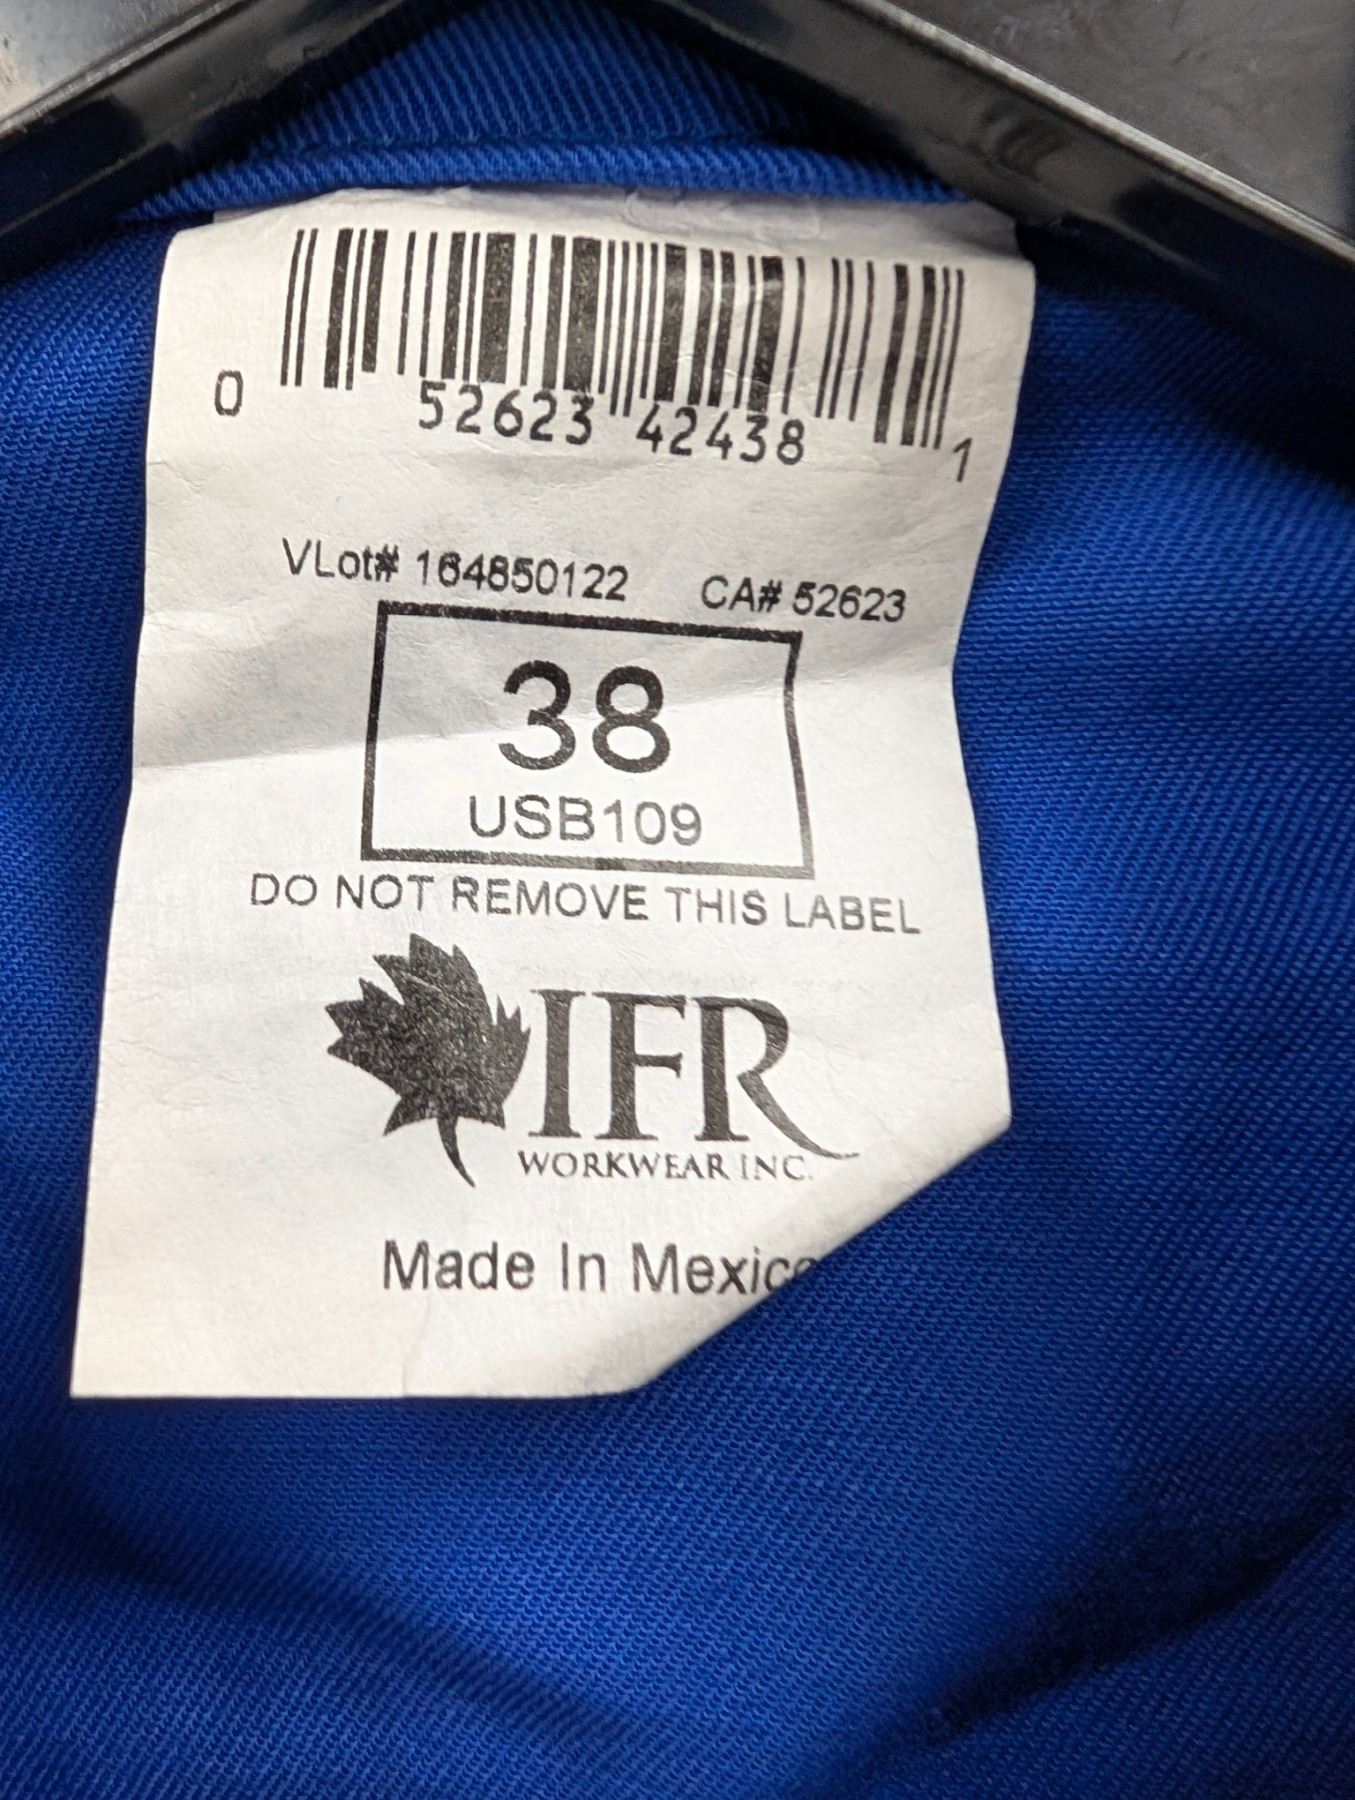 0 52623 42438 1
VLot# 164850122 CA# 52623
38
USB109
DO NOT REMOVE THIS LABEL
IFR
WORKWEAR INC.
Made In Mexico